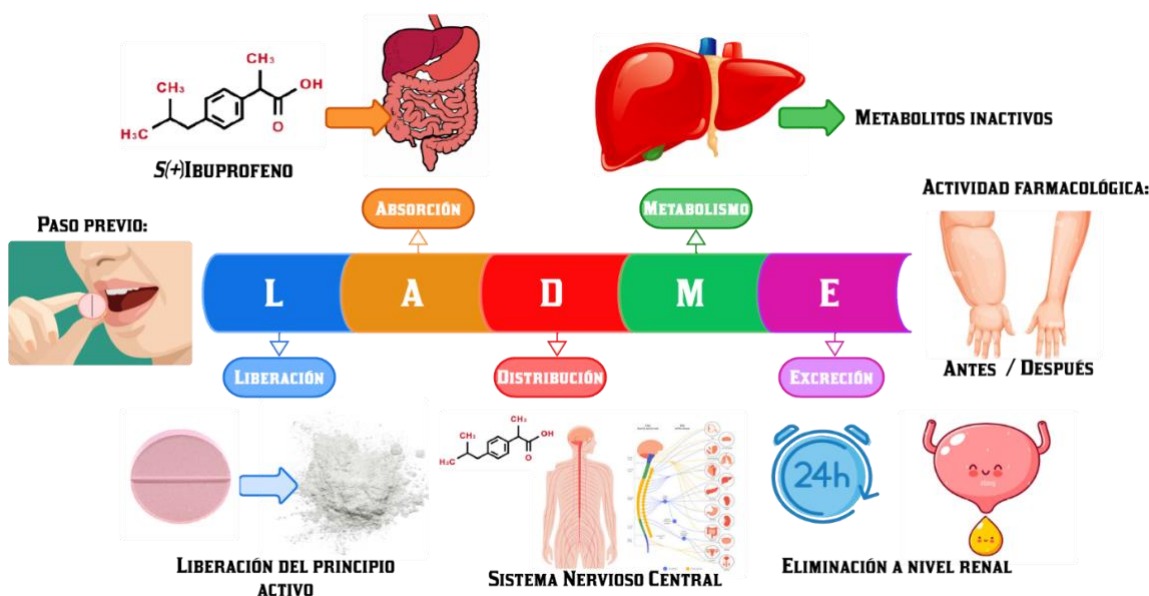 CH₃
CH₃
H₃C
OH
O
S(+)IBUPROFENO
METABOLITOS INACTIVOS
ACTIVIDAD FARMACOLÓGICA:
PASO PREVIO:
ABSORCIÓN
METABOLISMO
L A D M E
LIBERACIÓN
DISTRIBUCIÓN
EXCRECIÓN
ANTES / DESPUÉS
CH₃
CH₃
H₃C
OH
O
24h
LIBERACIÓN DEL PRINCIPIO
ACTIVO
SISTEMA NERVIOSO CENTRAL
ELIMINACIÓN A NIVEL RENAL